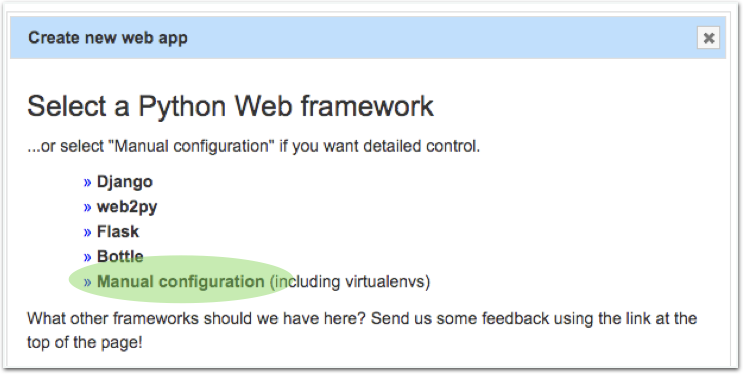 Create new web app
Select a Python Web framework
...or select "Manual configuration" if you want detailed control.
» Django
» web2py
» Flask
» Bottle
» Manual configuration (including virtualenvs)
What other frameworks should we have here? Send us some feedback using the link at the
top of the page!